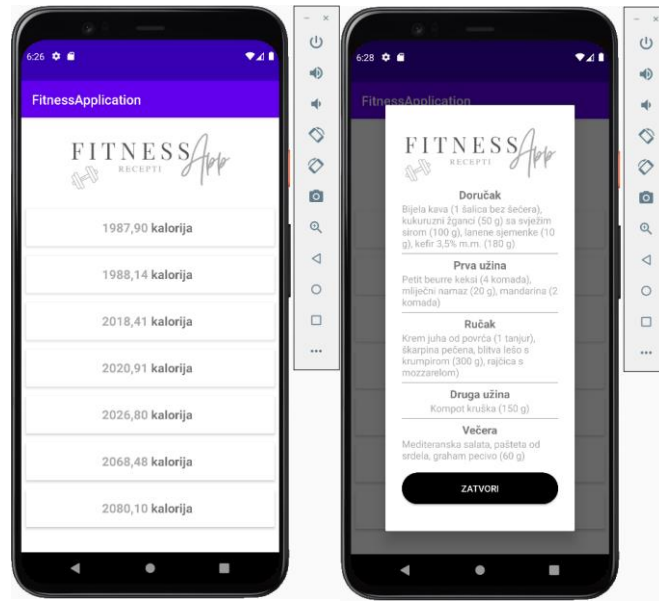 6:26
FitnessApplication
FITNESS App
RECEPTI
1987,90 kalorija
1988,14 kalorija
2018,41 kalorija
2020,91 kalorija
2026,80 kalorija
2068,48 kalorija
2080,10 kalorija
6:28
FitnessApplication
FITNESS App
RECEPTI
Doručak
Bijela kava (1 šalica bez šećera),
kukuruzni žganci (50 g) sa svježim
sirom (100 g), lanene sjemenke (10
g), kefir 3,5% m.m. (180 g)
Prva užina
Petit beurre keksi (4 komada),
mliječni namaz (20 g), mandarina (2
komada)
Ručak
Krem juha od povrća (1 tanjur),
škarpina pečena, blitva lešo s
krumpirom (300 g), rajčica s
mozzarelom)
Druga užina
Kompot kruška (150 g)
Večera
Mediteranska salata, pašteta od
srdela, graham pecivo (60 g)
ZATVORI